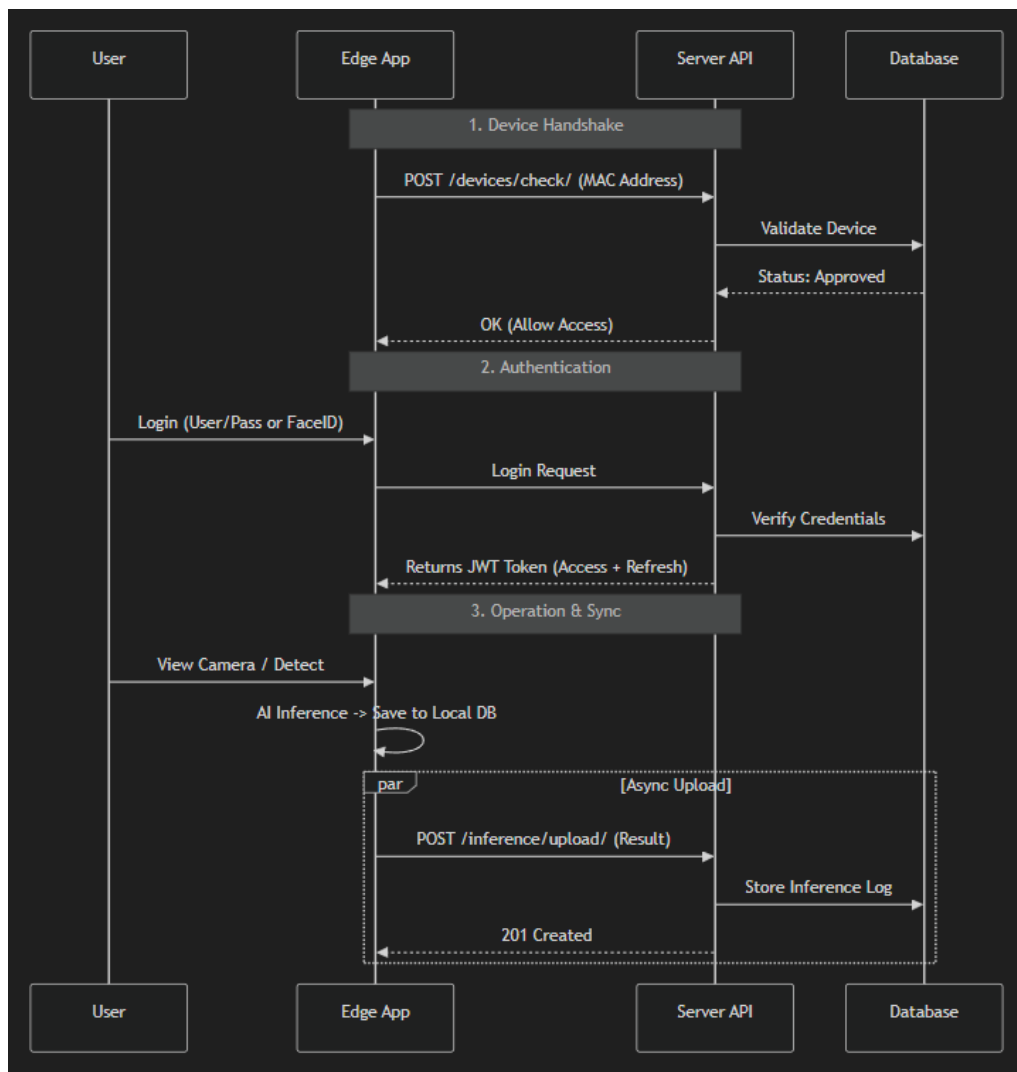 User
Edge App
Server API
Database
1. Device Handshake
POST /devices/check/ (MAC Address)
Validate Device
Status: Approved
OK (Allow Access)
2. Authentication
Login (User/Pass or FaceID)
Login Request
Verify Credentials
Returns JWT Token (Access + Refresh)
3. Operation & Sync
View Camera / Detect
AI Inference -> Save to Local DB
par
[Async Upload]
POST /inference/upload/ (Result)
Store Inference Log
201 Created
User
Edge App
Server API
Database